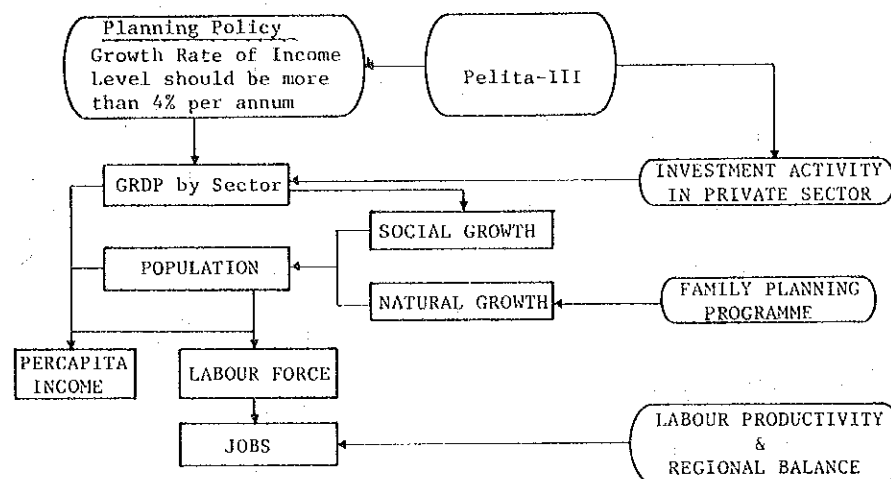 Planning Policy
Growth Rate of Income
Level should be more
than 4% per annum
Pelita-III
GRDP by Sector
INVESTMENT ACTIVITY
IN PRIVATE SECTOR
SOCIAL GROWTH
POPULATION
NATURAL GROWTH
FAMILY PLANNING
PROGRAMME
PERCAPITA
INCOME
LABOUR FORCE
JOBS
LABOUR PRODUCTIVITY
&
REGIONAL BALANCE